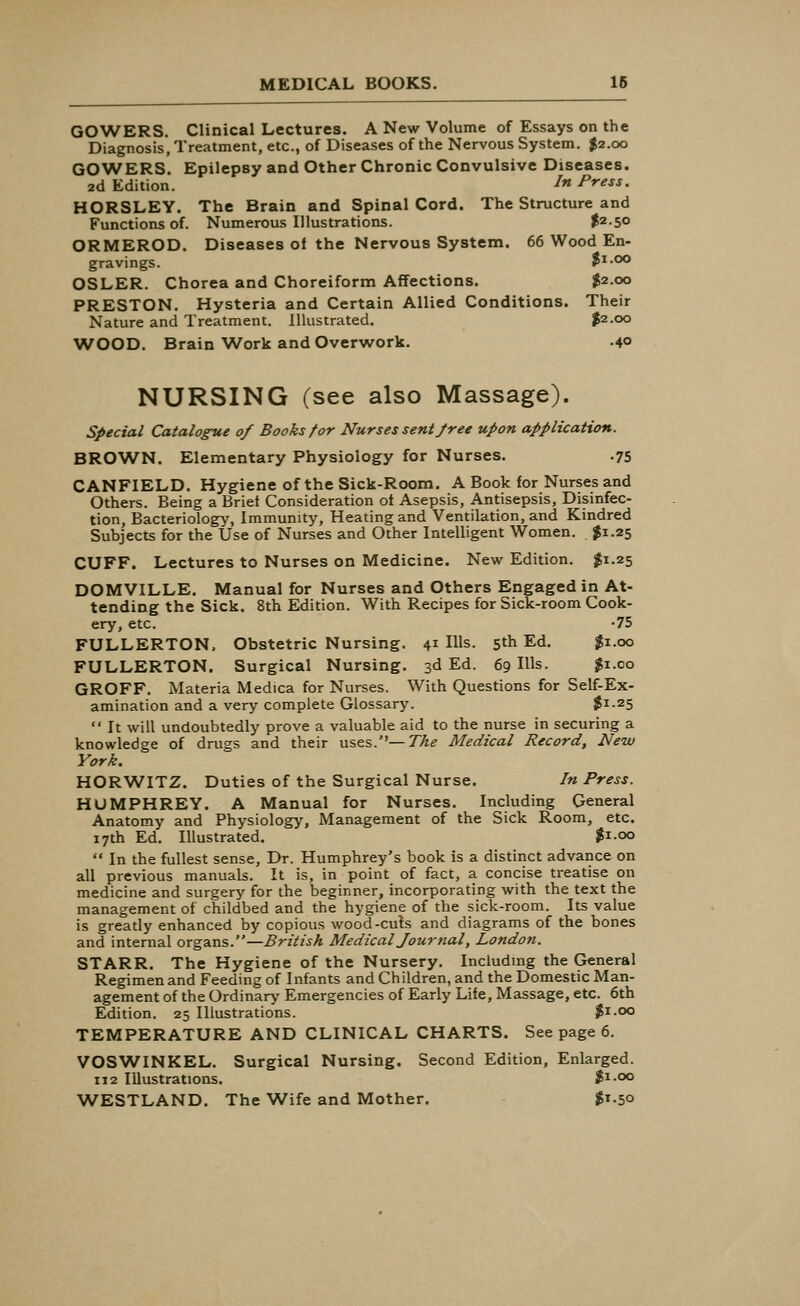 MEDICAL BOOKS. 15
GOWERS. Clinical Lectures. A New Volume of Essays on the
Diagnosis, Treatment, etc., of Diseases of the Nervous System. $2.00
GOWERS. Epilepsy and Other Chronic Convulsive Diseases.
2d Edition. In Press.
HORSLEY. The Brain and Spinal Cord. The Structure and
Functions of. Numerous Illustrations. $2.50
ORMEROD. Diseases of the Nervous System. 66 Wood En-
gravings. $1.00
OSLER. Chorea and Choreiform Affections. $2.00
PRESTON. Hysteria and Certain Allied Conditions. Their
Nature and Treatment. Illustrated. $2.00
WOOD. Brain Work and Overwork. .40
NURSING (see also Massage).
Special Catalogue of Books for Nurses sent free upon application.
BROWN. Elementary Physiology for Nurses. .75
CANFIELD. Hygiene of the Sick-Room. A Book for Nurses and
Others. Being a Brief Consideration of Asepsis, Antisepsis, Disinfec-
tion, Bacteriology, Immunity, Heating and Ventilation, and Kindred
Subjects for the Use of Nurses and Other Intelligent Women. $1.25
CUFF. Lectures to Nurses on Medicine. New Edition. $1.25
DOMVILLE. Manual for Nurses and Others Engaged in At-
tending the Sick. 8th Edition. With Recipes for Sick-room Cook-
ery, etc. .75
FULLERTON. Obstetric Nursing. 41 Ills. 5th Ed. $1.00
FULLERTON. Surgical Nursing. 3d Ed. 69 Ills. $1.00
GROFF. Materia Medica for Nurses. With Questions for Self-Ex-
amination and a very complete Glossary. $1.25
" It will undoubtedly prove a valuable aid to the nurse in securing a
knowledge of drugs and their uses."—The Medical Record, New
York.
HORWITZ. Duties of the Surgical Nurse. In Press.
HUMPHREY. A Manual for Nurses. Including General
Anatomy and Physiology, Management of the Sick Room, etc.
17th Ed. Illustrated. $1.00
" In the fullest sense, Dr. Humphrey's book is a distinct advance on
all previous manuals. It is, in point of fact, a concise treatise on
medicine and surgery for the beginner, incorporating with the text the
management of childbed and the hygiene of the sick-room. Its value
is greatly enhanced by copious wood-cuts and diagrams of the bones
and internal organs."—British Medical Journal, London.
STARR. The Hygiene of the Nursery. Including the General
Regimen and Feeding of Infants and Children, and the Domestic Man-
agement of the Ordinary Emergencies of Early Life, Massage, etc. 6th
Edition. 25 Illustrations. $1.00
TEMPERATURE AND CLINICAL CHARTS. See page 6.
VOSWINKEL. Surgical Nursing. Second Edition, Enlarged.
112 Illustrations. $1.00
WESTLAND. The Wife and Mother. $1.50